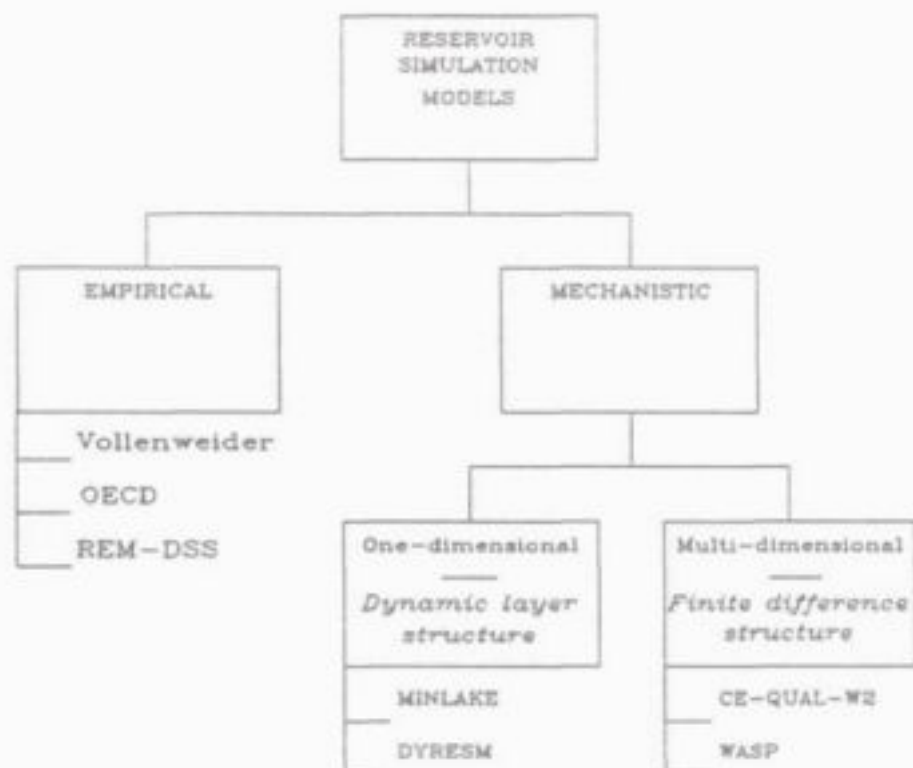 RESERVOIR
SIMULATION
MODELS
EMPIRICAL
MECHANISTIC
Vollenweider
OECD
REM-DSS
One-dimensional
Dynamic layer
structure
Multi-dimensional
Finite difference
structure
MINLAKE
DYRESM
CE-QUAL-W2
WASP